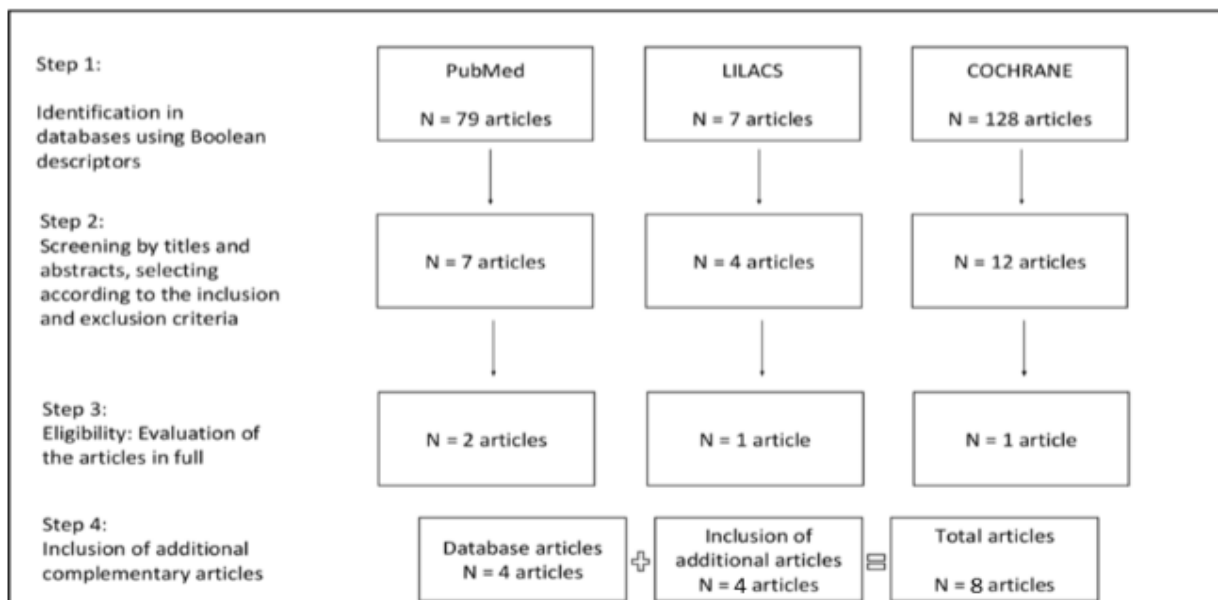 Step 1:
Identification in
databases using Boolean
descriptors
PubMed
N = 79 articles
LILACS
N = 7 articles
COCHRANE
N = 128 articles
Step 2:
Screening by titles and
abstracts, selecting
according to the inclusion
and exclusion criteria
N = 7 articles
N = 4 articles
N = 12 articles
Step 3:
Eligibility: Evaluation of
the articles in full
N = 2 articles
N = 1 article
N = 1 article
Step 4:
Inclusion of additional
complementary articles
Database articles
N = 4 articles
Inclusion of
additional articles
N = 4 articles
Total articles
N = 8 articles